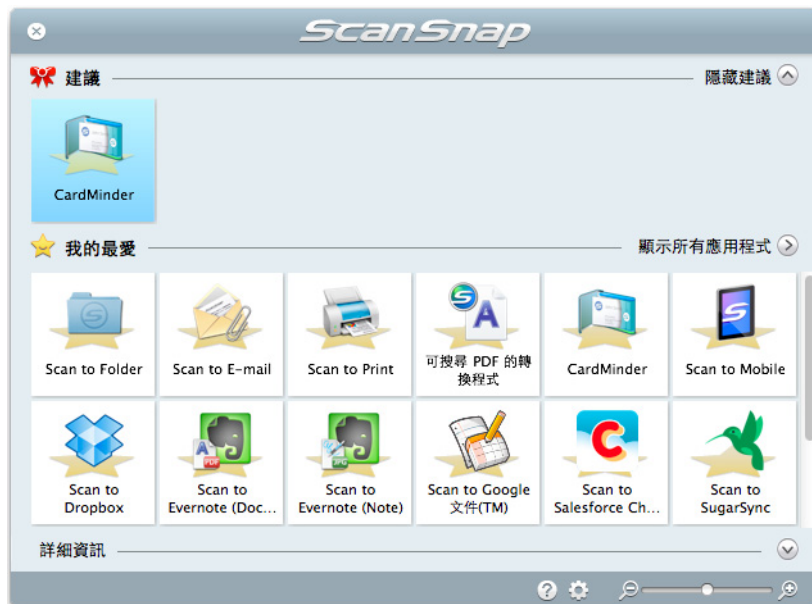 ScanSnap
建議
隱藏建議
CardMinder
我的最愛
顯示所有應用程式
Scan to Folder
Scan to E-mail
Scan to Print
可搜尋 PDF 的轉
換程式
CardMinder
Scan to Mobile
Scan to
Dropbox
Scan to
Evernote (Doc...
Scan to
Evernote (Note)
Scan to Google
文件(TM)
Scan to
Salesforce Ch...
Scan to
SugarSync
詳細資訊